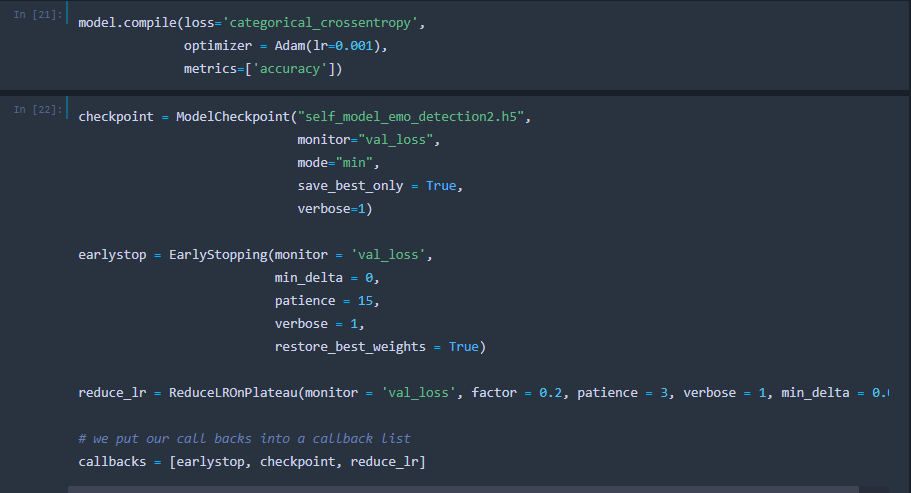 In [21]:
model.compile(loss='categorical_crossentropy',
optimizer = Adam(lr=0.001),
metrics=['accuracy'])
In [22]:
checkpoint = ModelCheckpoint("self_model_emo_detection2.h5",
monitor="val_loss",
mode="min",
save_best_only = True,
verbose=1)
earlystop = EarlyStopping(monitor = 'val_loss',
min_delta = 0,
patience = 15,
verbose = 1,
restore_best_weights = True)
reduce_lr = ReduceLROnPlateau(monitor = 'val_loss', factor = 0.2, patience = 3, verbose = 1, min_delta = 0.
# we put our call backs into a callback list
callbacks = [earlystop, checkpoint, reduce_lr]